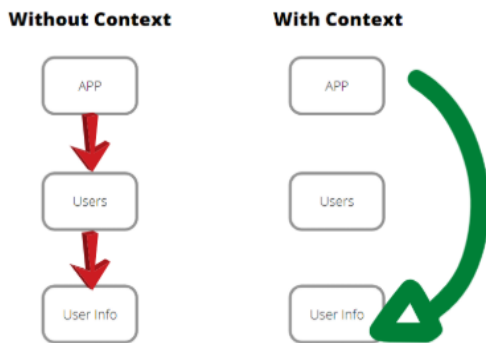 Without Context
APP
Users
User Info
With Context
APP
Users
User Info